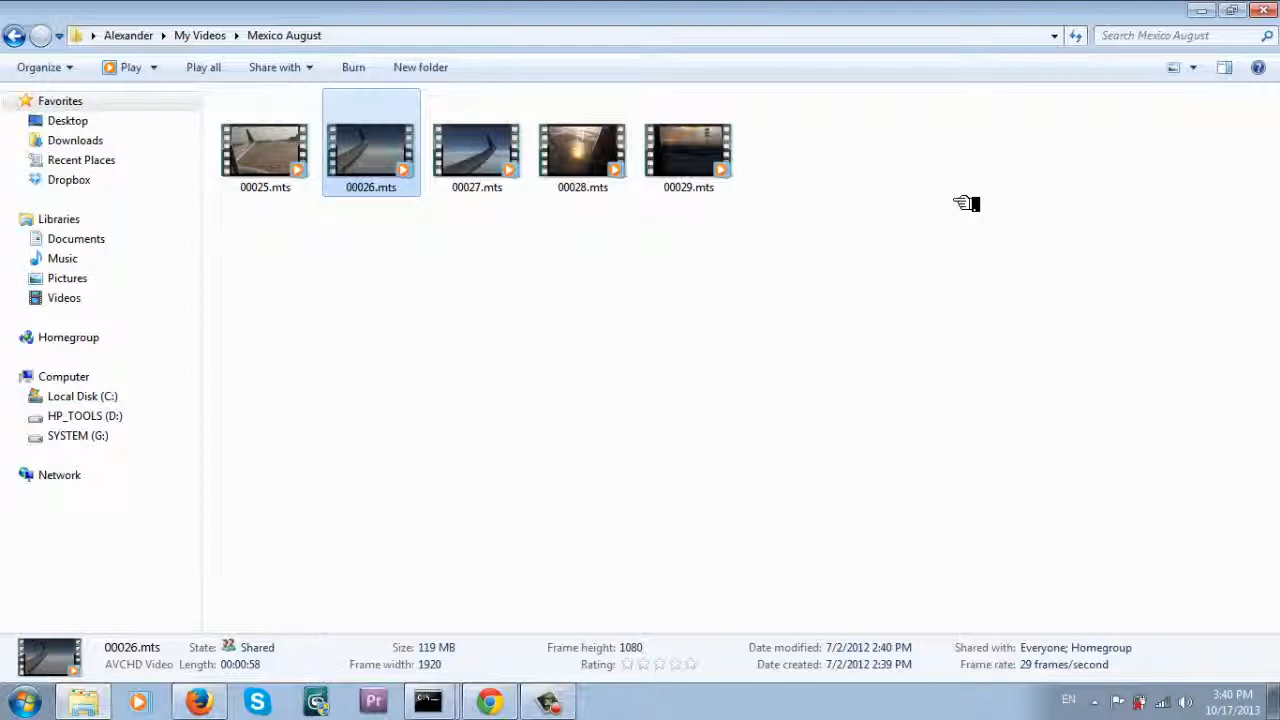 Alexander My Videos Mexico August Search Mexico August
Organize Play Play all Share with Burn New folder
Favorites
Desktop
Downloads
Recent Places
Dropbox
Libraries
Documents
Music
Pictures
Videos
Homegroup
Computer
Local Disk (C:)
HP_TOOLS (D:)
SYSTEM (G:)
Network
00025.mts 00026.mts 00027.mts 00028.mts 00029.mts
00026.mts State: Shared Size: 119 MB Frame height: 1080 Date modified: 7/2/2012 2:40 PM Shared with: Everyone; Homegroup
AVCHD Video Length: 00:00:58 Frame width: 1920 Rating: Date created: 7/2/2012 2:39 PM Frame rate: 29 frames/second
Pr EN 3:40 PM
10/17/2013